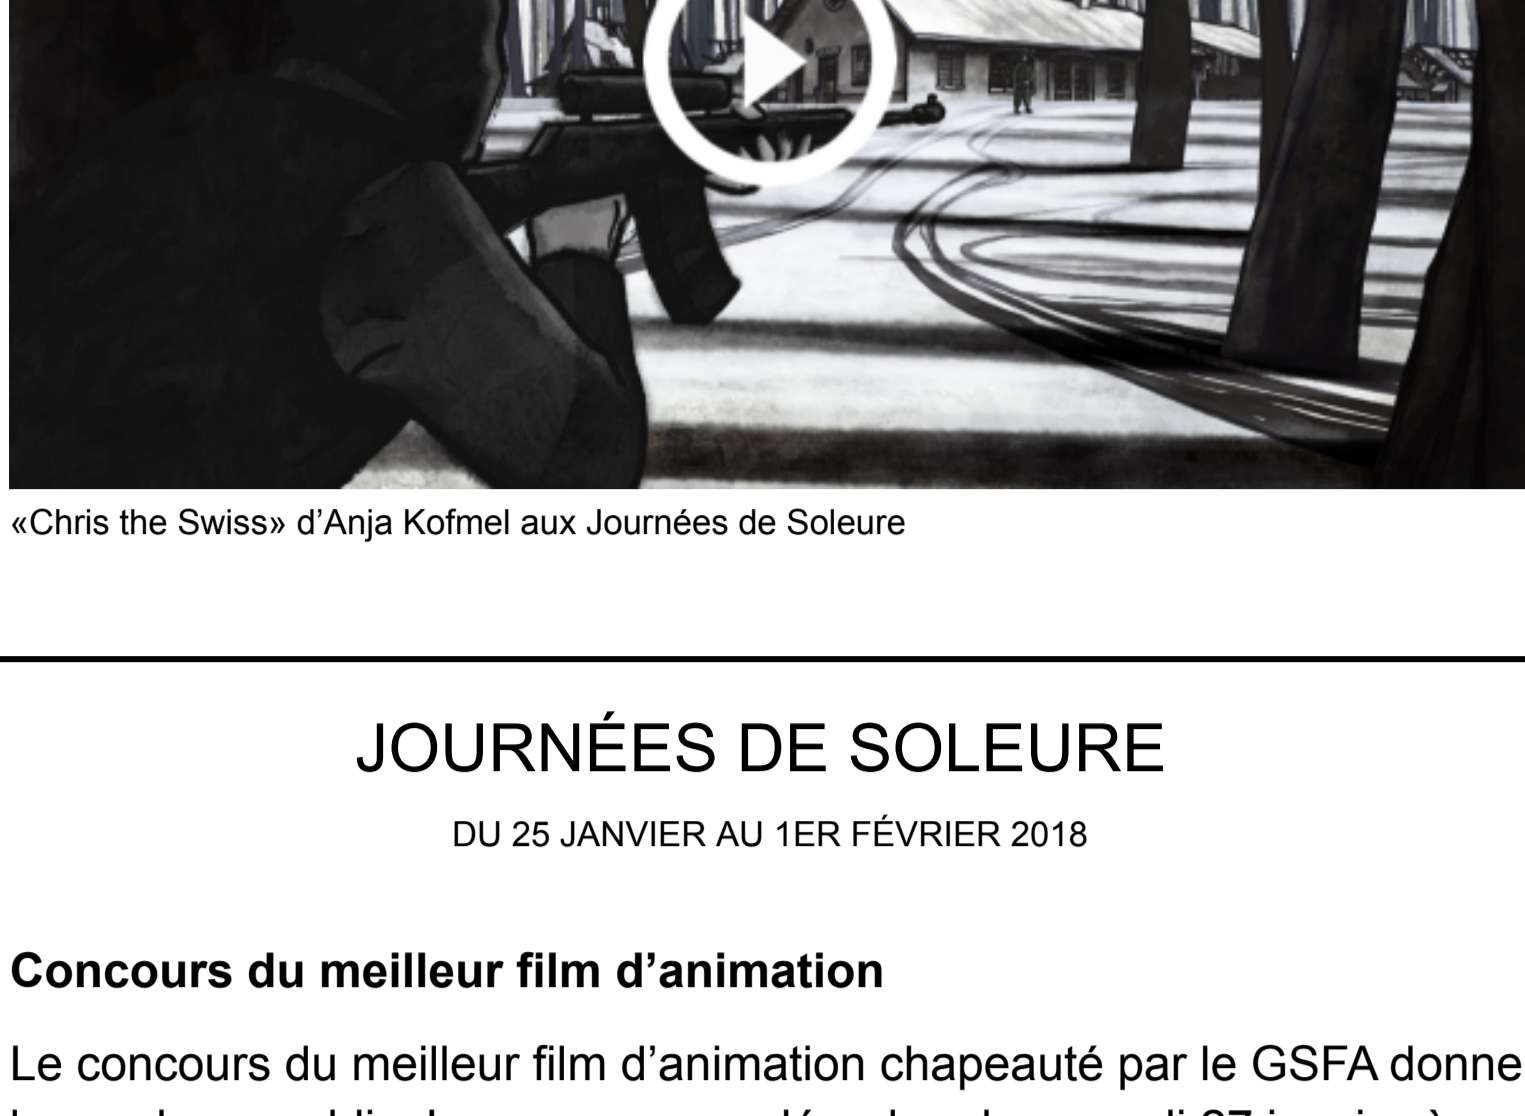 «Chris the Swiss» d’Anja Kofmel aux Journées de Soleure
JOURNÉES DE SOLEURE
DU 25 JANVIER AU 1ER FÉVRIER 2018
Concours du meilleur film d’animation
Le concours du meilleur film d’animation chapeauté par le GSFA donne